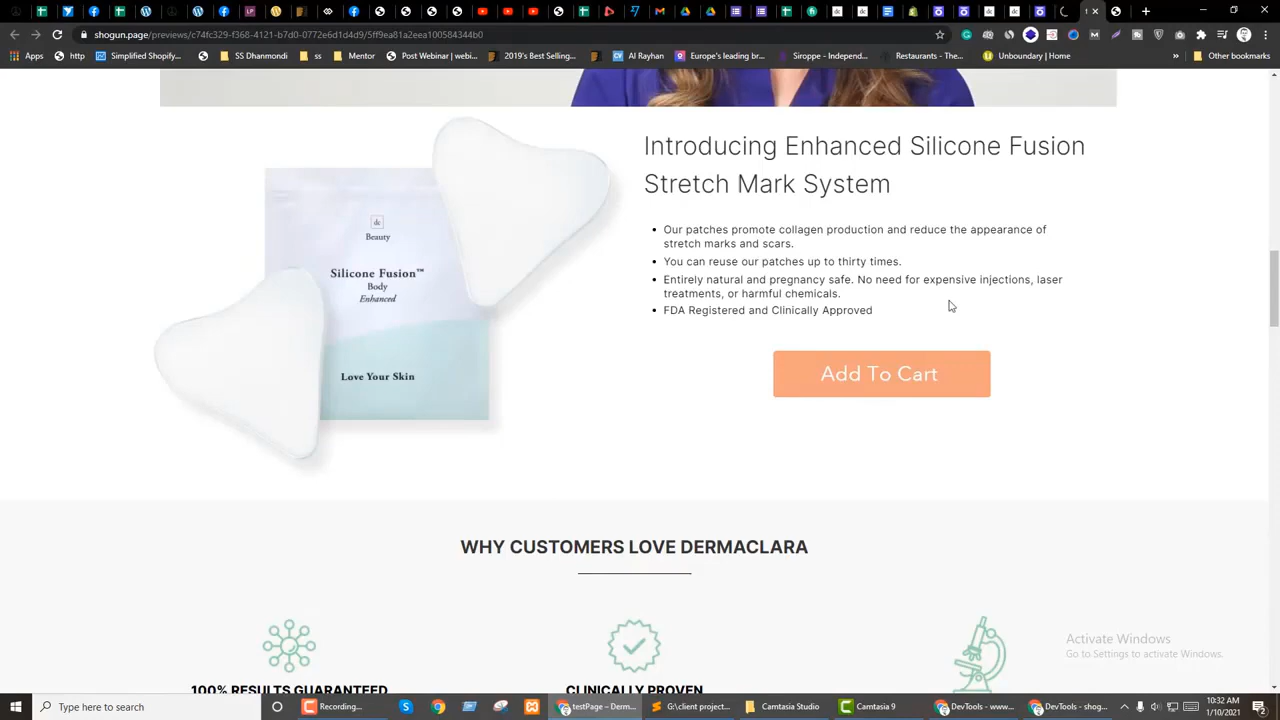 shogun.page/previews/c74fc329-f368-4121-b7d0-0772e6d1d4d9/5ff9ea81a2eea100584344b0
Apps
http
Simplified Shopify...
SS Dhanmondi
ss
Mentor
Post Webinar | webi...
2019's Best Selling...
Al Rayhan
Europe's leading br...
Siroppe - Independ...
Restaurants - The...
Unboundary | Home
»
Other bookmarks
Introducing Enhanced Silicone Fusion
Stretch Mark System
dc
Beauty
Silicone Fusion™
Body
Enhanced
Love Your Skin
• Our patches promote collagen production and reduce the appearance of
stretch marks and scars.
• You can reuse our patches up to thirty times.
• Entirely natural and pregnancy safe. No need for expensive injections, laser
treatments, or harmful chemicals.
• FDA Registered and Clinically Approved
Add To Cart
WHY CUSTOMERS LOVE DERMACLARA
100% RESULTS GUARANTEED
CLINICALLY PROVEN
Activate Windows
Go to Settings to activate Windows.
Type here to search
Recording...
testPage – Derm...
G:\client project...
Camtasia Studio
Camtasia 9
DevTools - www...
DevTools - shog...
10:32 AM
1/10/2021